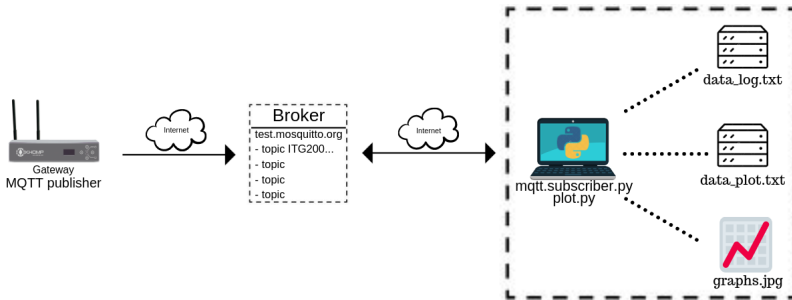 KHOMP
Gateway
MQTT publisher
Internet
Broker
test.mosquitto.org
- topic ITG200...
- topic
- topic
- topic
Internet
mqtt.subscriber.py
plot.py
data_log.txt
data_plot.txt
graphs.jpg